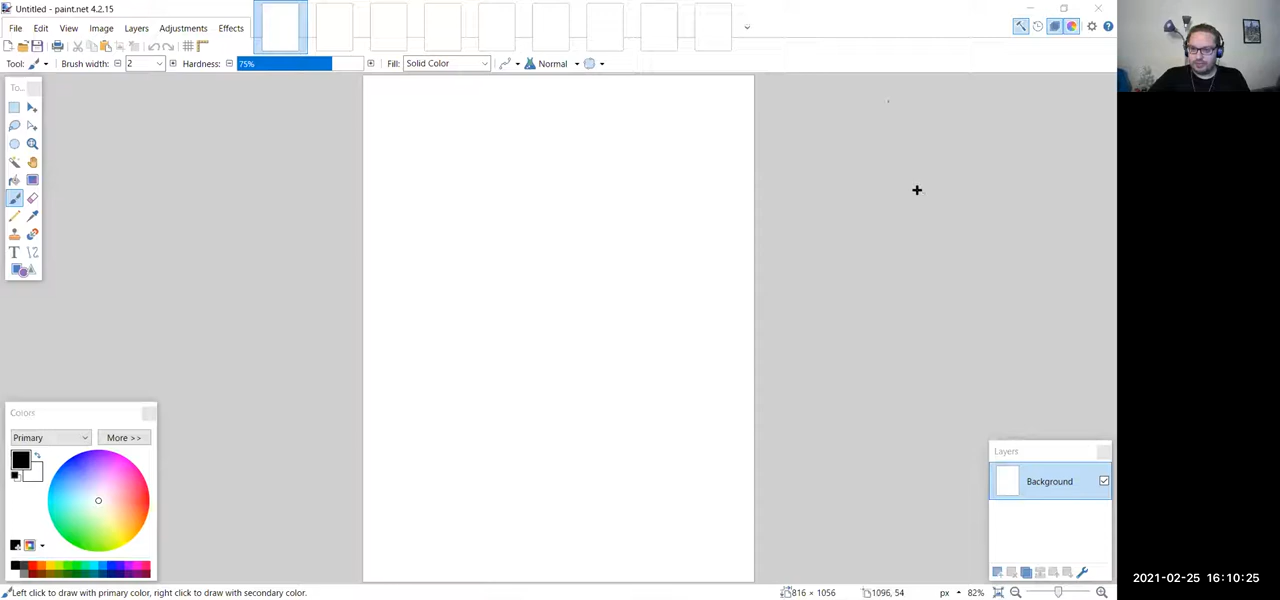 Untitled - paint.net 4.2.15
File Edit View Image Layers Adjustments Effects
Tool: Brush width: 2 Hardness: 75% Fill: Solid Color Normal
To...
T
Colors
Primary More >>
Layers
Background
Left click to draw with primary color, right click to draw with secondary color. 816 × 1056 1096, 54 px 82%
2021-02-25 16:10:25